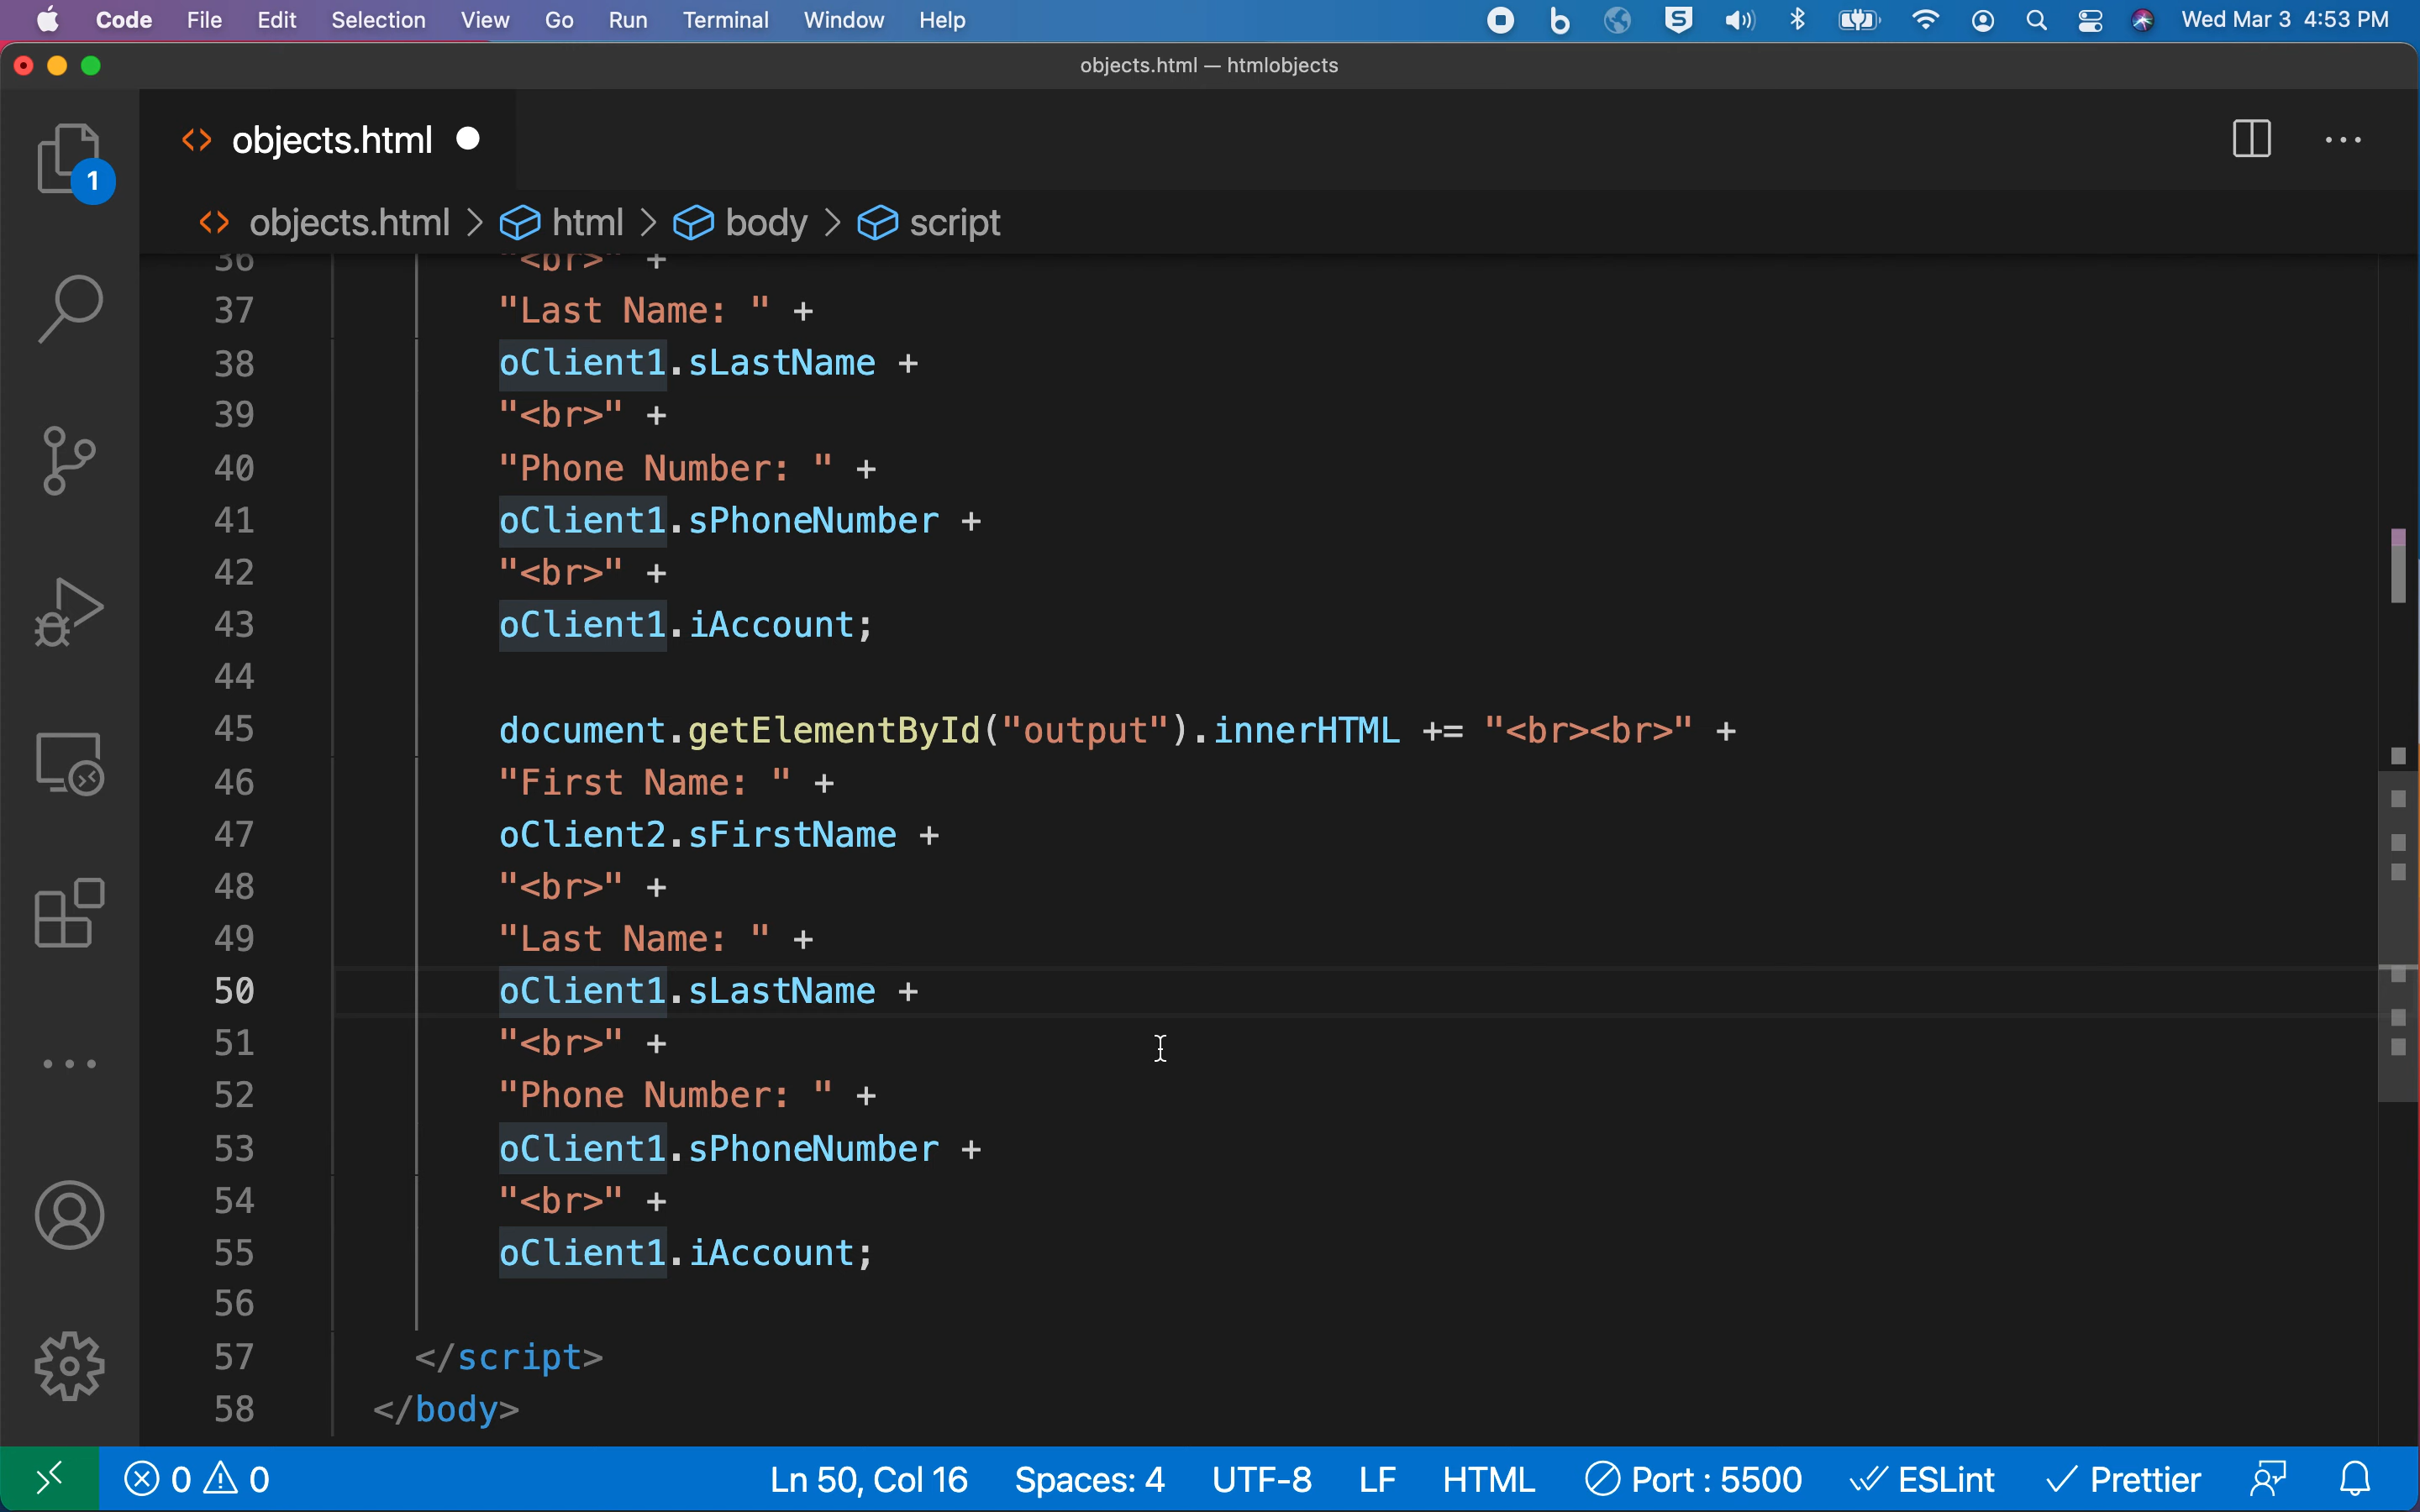 Code File Edit Selection View Go Run Terminal Window Help b S Wed Mar 3 4:53 PM
objects.html — htmlobjects
1
<> objects.html
<> objects.html > html > body > script
36 "<br>" +
37 "Last Name: " +
38 oClient1.sLastName +
39 "<br>" +
40 "Phone Number: " +
41 oClient1.sPhoneNumber +
42 "<br>" +
43 oClient1.iAccount;
44
45 document.getElementById("output").innerHTML += "<br><br>" +
46 "First Name: " +
47 oClient2.sFirstName +
48 "<br>" +
49 "Last Name: " +
50 oClient1.sLastName +
51 "<br>" +
52 "Phone Number: " +
53 oClient1.sPhoneNumber +
54 "<br>" +
55 oClient1.iAccount;
56
57 </script>
58 </body>
0 0 Ln 50, Col 16 Spaces: 4 UTF-8 LF HTML Port : 5500 ESLint Prettier